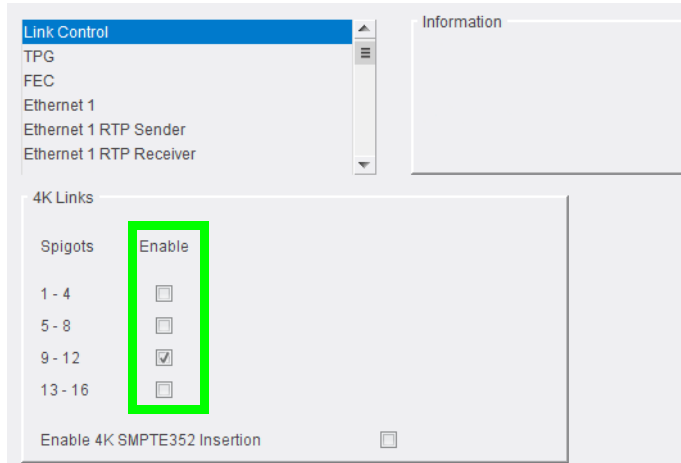 Link Control
TPG
FEC
Ethernet 1
Ethernet 1 RTP Sender
Ethernet 1 RTP Receiver
Information
4K Links
Spigots Enable
1 - 4
5 - 8
9 - 12
13 - 16
Enable 4K SMPTE352 Insertion